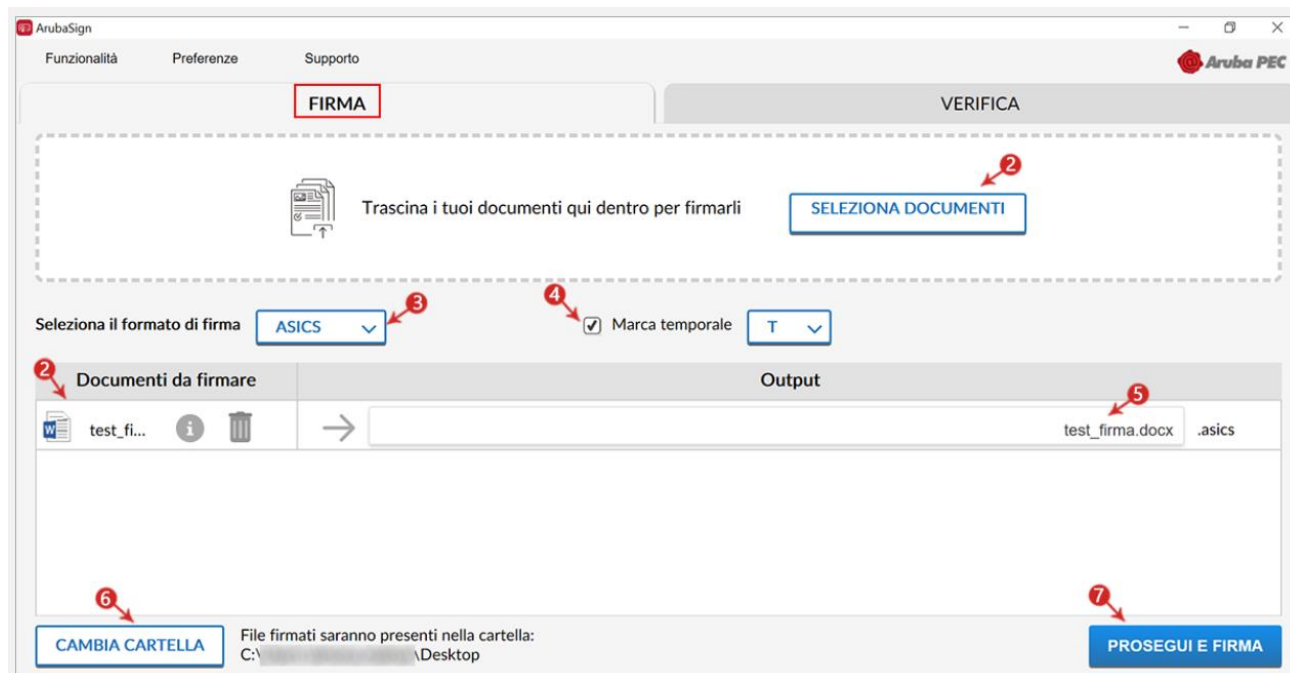 ArubaSign
Funzionalità Preferenze Supporto
Aruba PEC
FIRMA VERIFICA
2
Trascina i tuoi documenti qui dentro per firmarli SELEZIONA DOCUMENTI
4 3
Seleziona il formato di firma ASICS Marca temporale T
2 Documenti da firmare Output
5
test_fi... test_firma.docx .asics
6 7
CAMBIA CARTELLA File firmati saranno presenti nella cartella: PROSEGUI E FIRMA
C:\ \Desktop